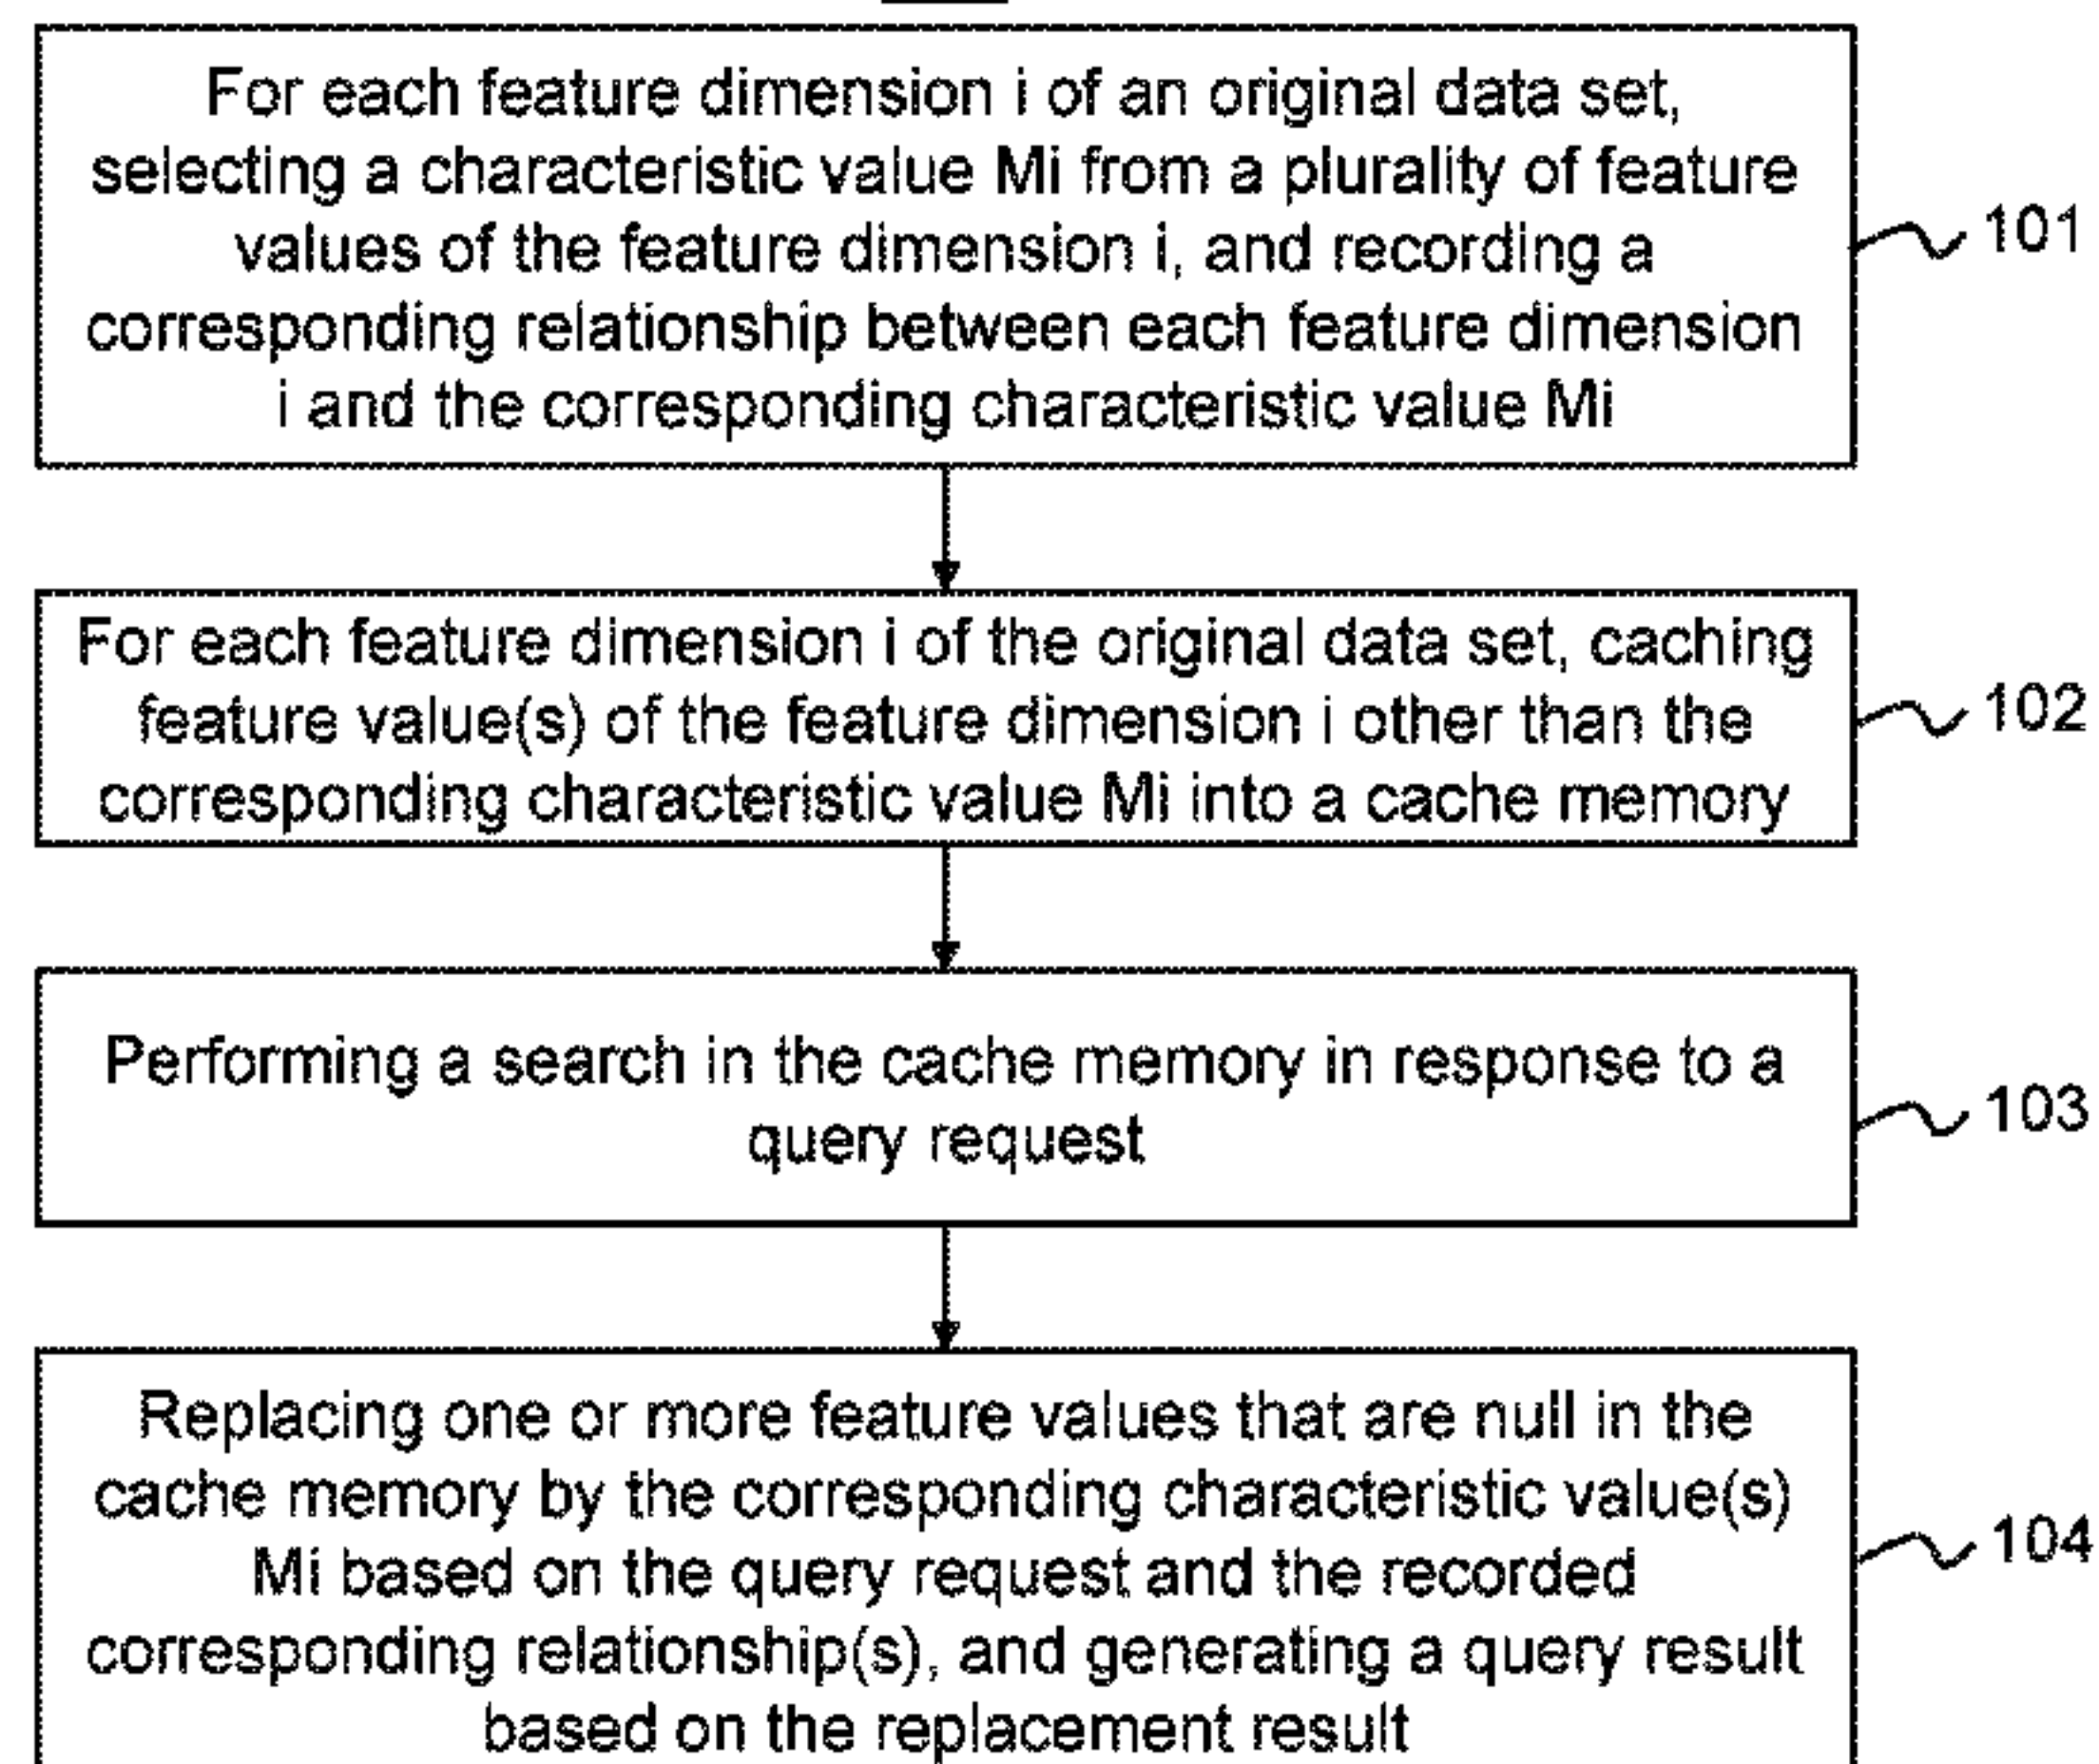 For each feature dimension i of an original data set,
selecting a characteristic value Mi from a plurality of feature
values of the feature dimension i, and recording a
corresponding relationship between each feature dimension
i and the corresponding characteristic value Mi
101
For each feature dimension i of the original data set, caching
feature value(s) of the feature dimension i other than the
corresponding characteristic value Mi into a cache memory
102
Performing a search in the cache memory in response to a
query request
103
Replacing one or more feature values that are null in the
cache memory by the corresponding characteristic value(s)
Mi based on the query request and the recorded
corresponding relationship(s), and generating a query result
based on the replacement result
104